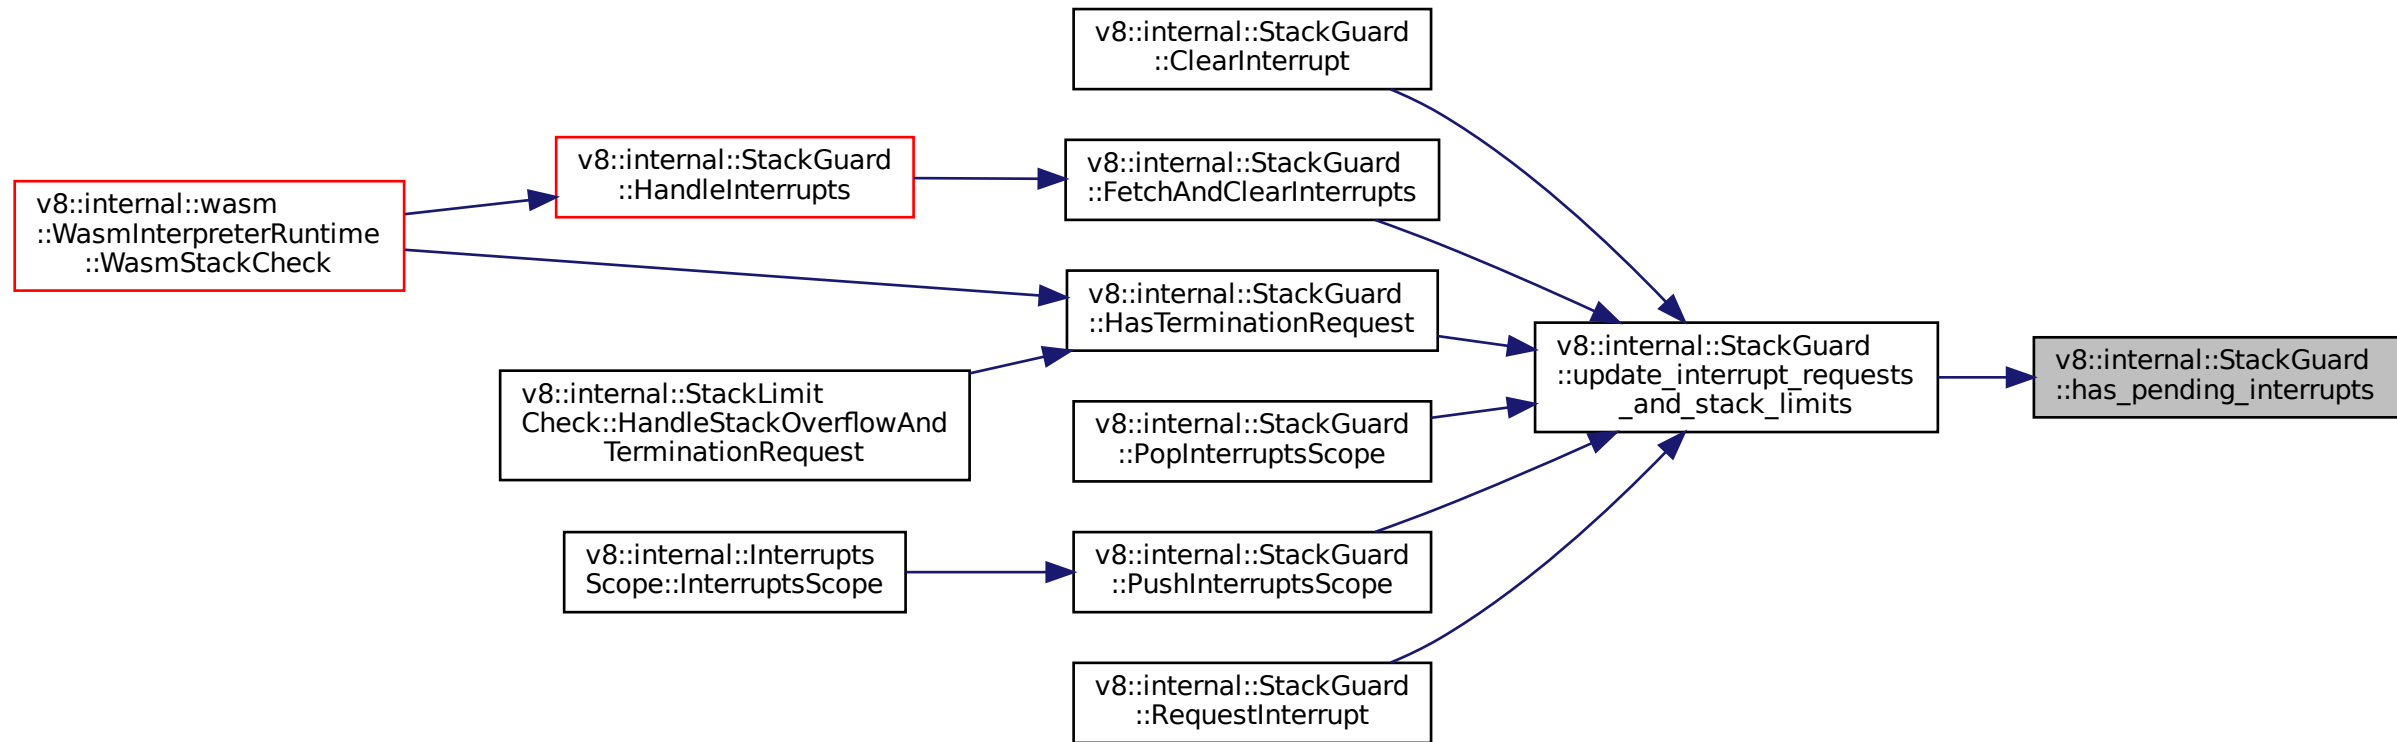 v8::internal::StackGuard
::ClearInterrupt
v8::internal::StackGuard
::HandleInterrupts
v8::internal::StackGuard
::FetchAndClearInterrupts
v8::internal::wasm
::WasmInterpreterRuntime
::WasmStackCheck
v8::internal::StackGuard
::HasTerminationRequest
v8::internal::StackGuard
::update_interrupt_requests
_and_stack_limits
v8::internal::StackGuard
::has_pending_interrupts
v8::internal::StackLimit
Check::HandleStackOverflowAnd
TerminationRequest
v8::internal::StackGuard
::PopInterruptsScope
v8::internal::Interrupts
Scope::InterruptsScope
v8::internal::StackGuard
::PushInterruptsScope
v8::internal::StackGuard
::RequestInterrupt